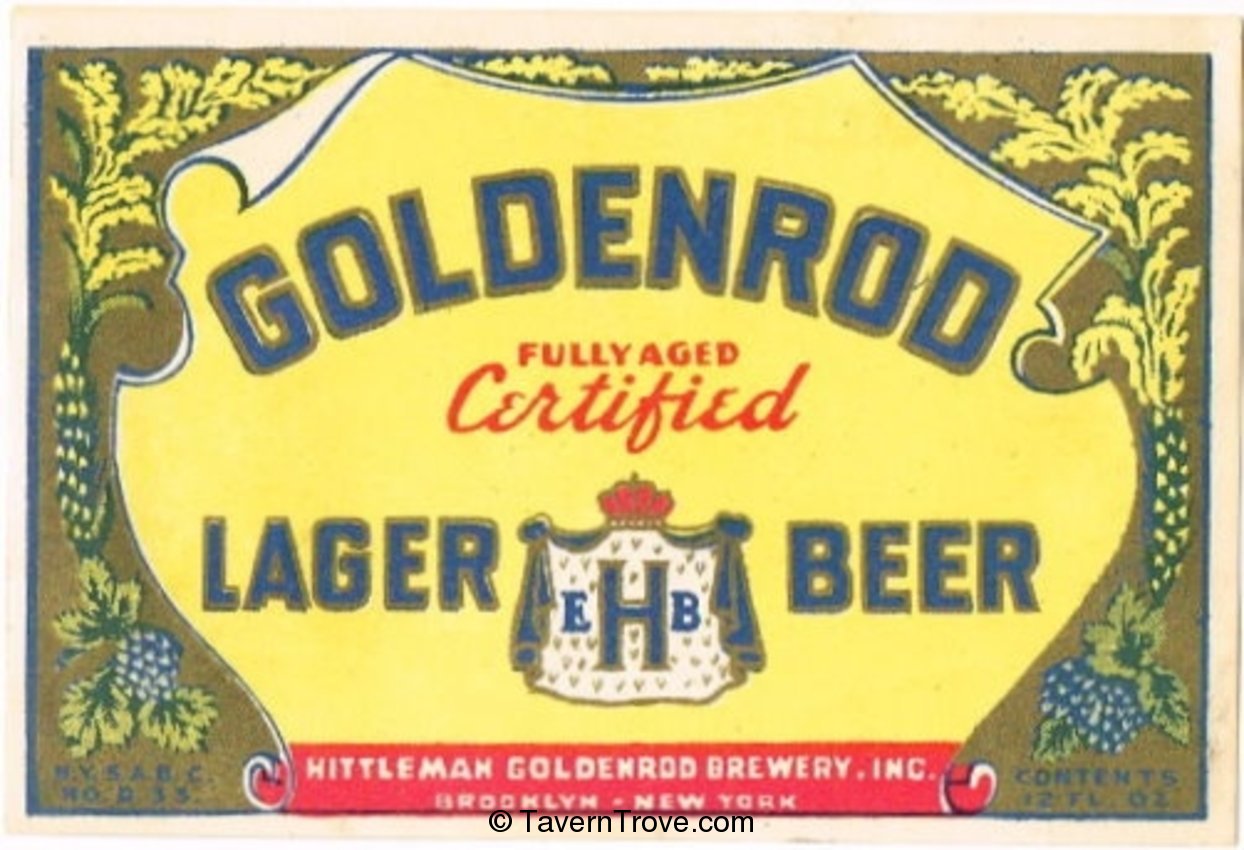 GOLDENROD
FULLY AGED
Certified
LAGER BEER
E H B
HITTLEMAN GOLDENROD BREWERY, INC.
BROOKLYN - NEW YORK
N.Y.S.A.B.C.
NO. D 35.
CONTENTS
12 FL. OZ.
© TavernTrove.com